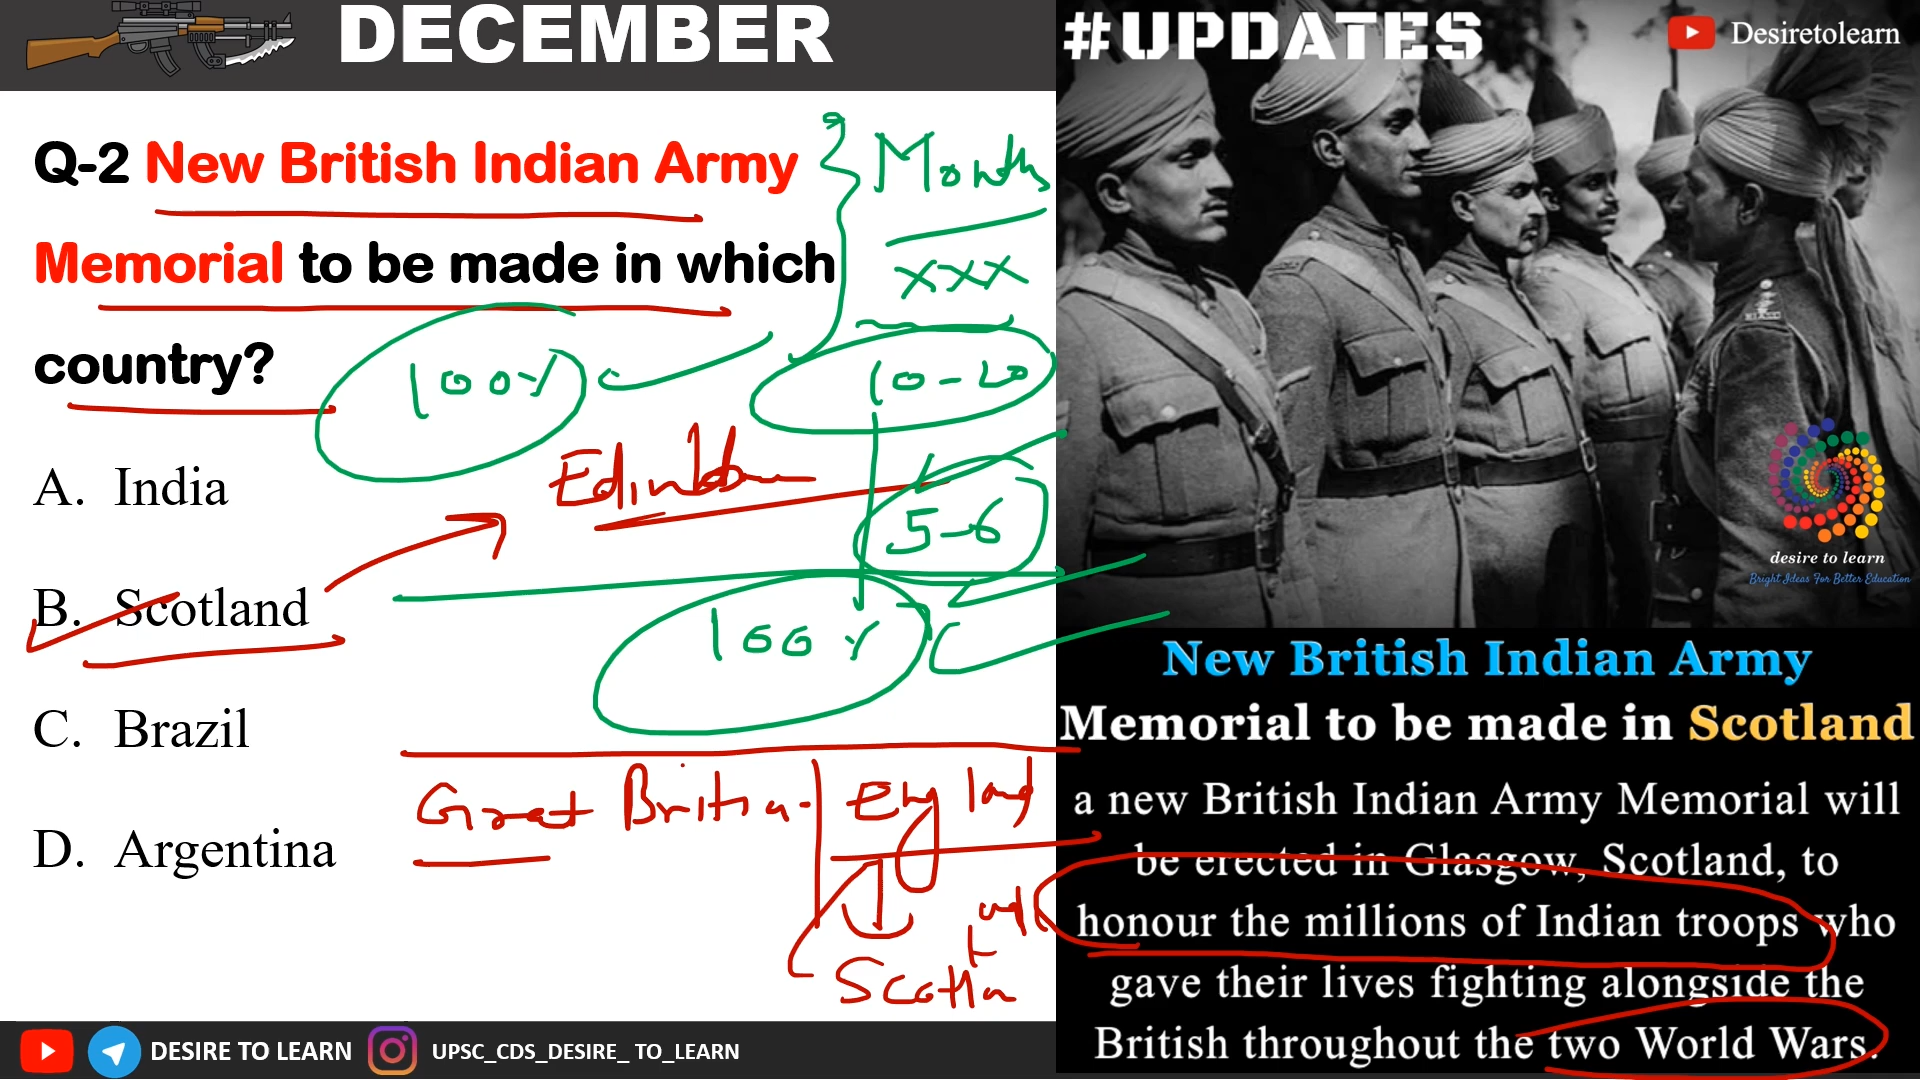 DECEMBER
#UPDATES
Desiretolearn
Q-2 New British Indian Army
Memorial to be made in which
country?
A. India
B. Scotland
C. Brazil
D. Argentina
Month
xxx
10-20
100%
5-6
100%
Great
England
desire to learn
Bright Ideas For Better Education
New British Indian Army
Memorial to be made in Scotland
a new British Indian Army Memorial will
be erected in Glasgow, Scotland, to
honour the millions of Indian troops who
gave their lives fighting alongside the
British throughout the two World Wars.
DESIRE TO LEARN
UPSC_CDS_DESIRE_ TO_LEARN